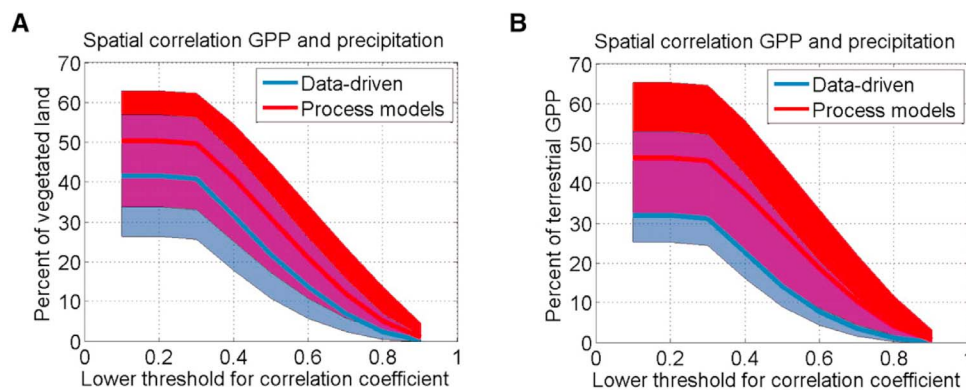 A
Spatial correlation GPP and precipitation
70
60
50
40
30
20
10
0
Percent of vegetated land
Data-driven
Process models
0 0.2 0.4 0.6 0.8 1
Lower threshold for correlation coefficient
B
Spatial correlation GPP and precipitation
70
60
50
40
30
20
10
0
Percent of terrestrial GPP
Data-driven
Process models
0 0.2 0.4 0.6 0.8 1
Lower threshold for correlation coefficient